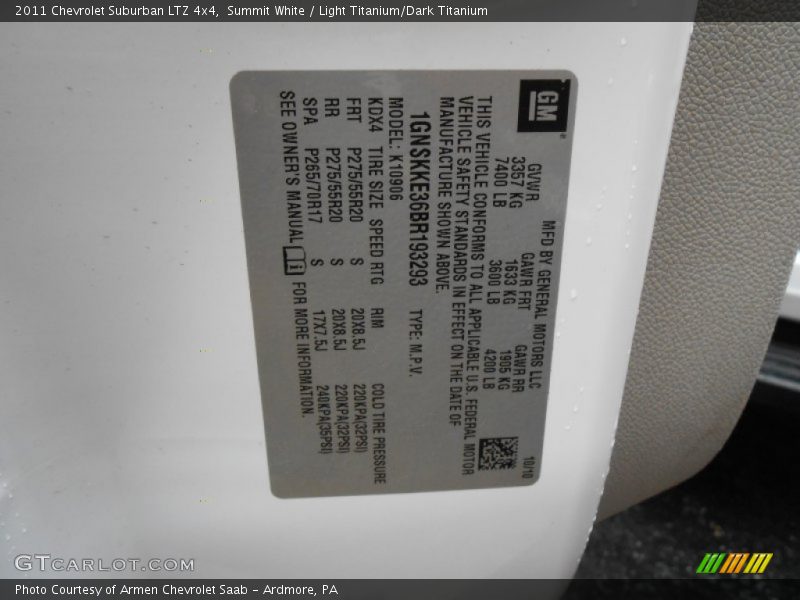 2011 Chevrolet Suburban LTZ 4x4,  Summit White / Light Titanium/Dark Titanium
GM
MFD BY GENERAL MOTORS LLC
10/10
GVWR GAWR FRT GAWR RR
3357 KG 1633 KG 1905 KG
7400 LB 3600 LB 4200 LB
THIS VEHICLE CONFORMS TO ALL APPLICABLE U.S. FEDERAL MOTOR
VEHICLE SAFETY STANDARDS IN EFFECT ON THE DATE OF
MANUFACTURE SHOWN ABOVE.
1GNSKKE36BR193293 TYPE: M.P.V.
MODEL: K10906
KDX4 TIRE SIZE SPEED RTG RIM COLD TIRE PRESSURE
FRT P275/55R20 S 20X8.5J 220KPA(32PSI)
RR P275/55R20 S 20X8.5J 220KPA(32PSI)
SPA P265/70R17 S 17X7.5J 240KPA(35PSI)
SEE OWNER'S MANUAL i FOR MORE INFORMATION.
GTCARLOT.COM
Photo Courtesy of Armen Chevrolet Saab – Ardmore, PA